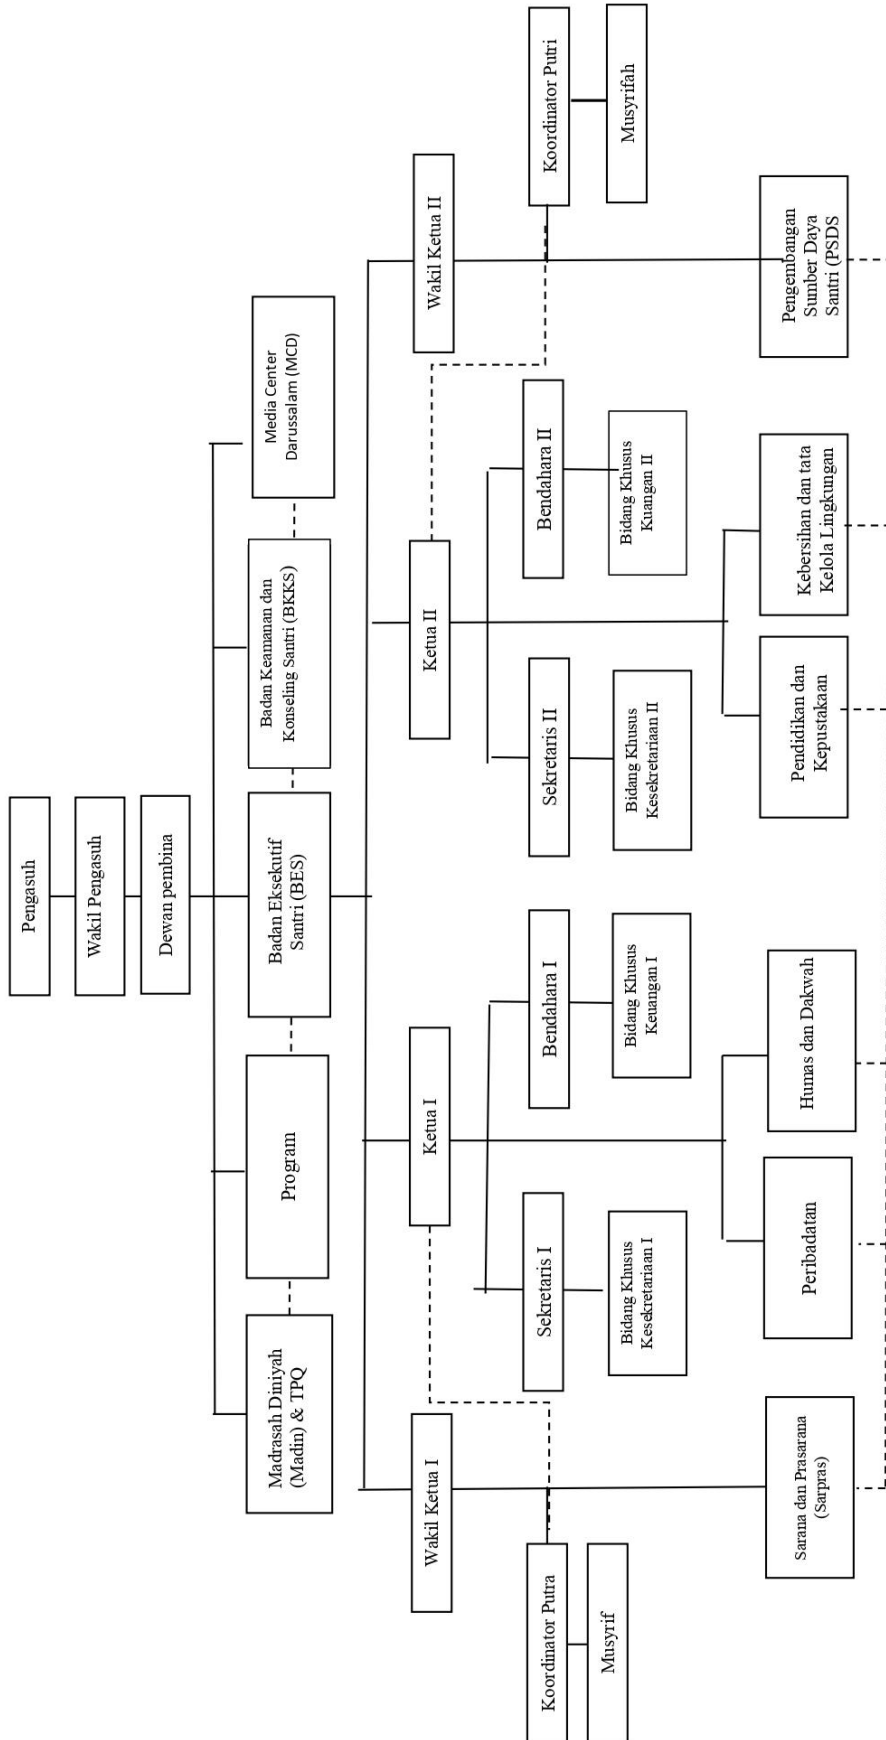 Pengasuh
Wakil Pengasuh
Dewan pembina
Madrasah Diniyah
(Madin) & TPQ
Program
Badan Eksekutif
Santri (BES)
Badan Keamanan dan
Konseling Santri (BKKS)
Media Center
Darussalam (MCD)
Wakil Ketua I
Ketua I
Ketua II
Wakil Ketua II
Koordinator Putra
Sekretaris I
Bendahara I
Sekretaris II
Bendahara II
Koordinator Putri
Musyrif
Bidang Khusus
Kesekretariaan I
Bidang Khusus
Keuangan I
Bidang Khusus
Kesekretariaan II
Bidang Khusus
Kuangan II
Musyrifah
Sarana dan Prasarana
(Sarpras)
Peribadatan
Humas dan Dakwah
Pendidikan dan
Kepustakaan
Kebersihan dan tata
Kelola Lingkungan
Pengembangan
Sumber Daya
Santri (PSDS